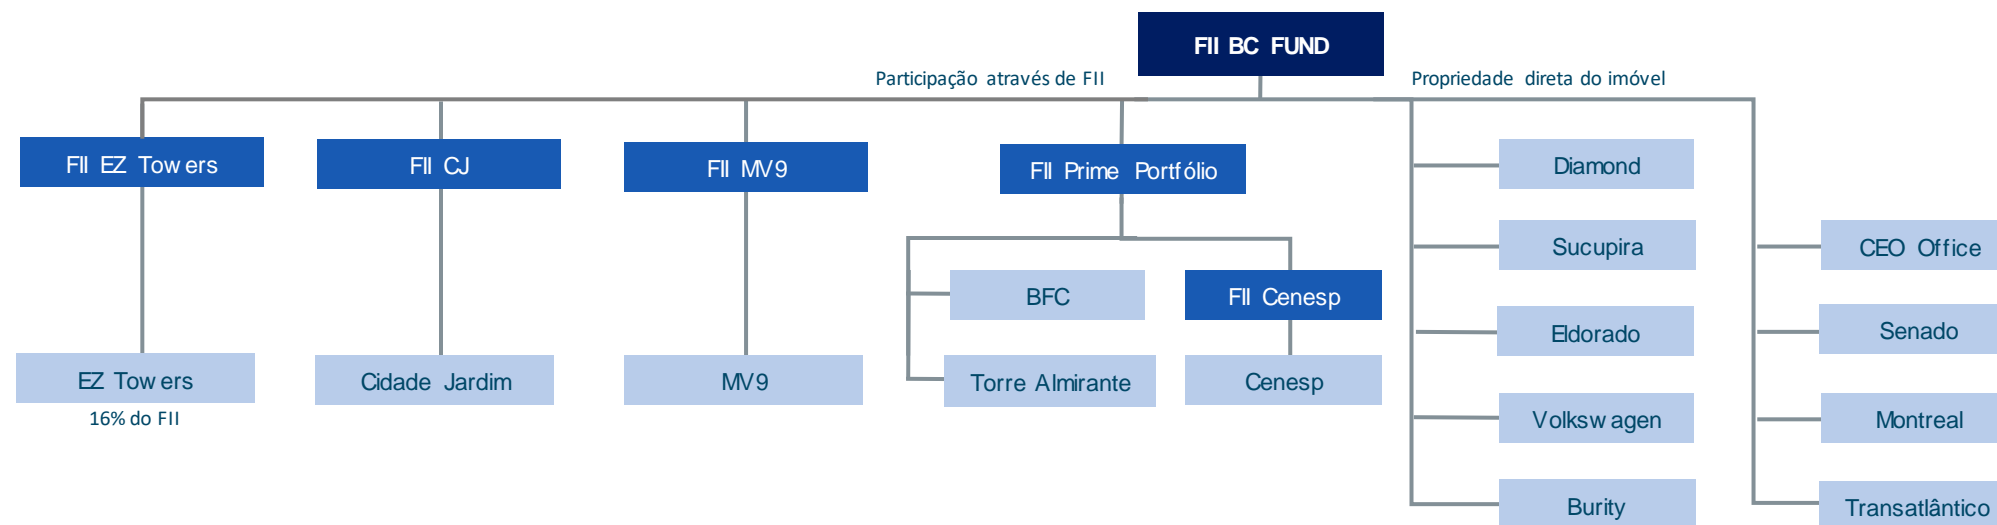 FII BC FUND
Participação através de FII
Propriedade direta do imóvel
FII EZ Towers
FII CJ
FII MV9
FII Prime Portfólio
Diamond
Sucupira
CEO Office
BFC
FII Cenesp
Eldorado
Senado
EZ Towers
Cidade Jardim
MV9
Torre Almirante
Cenesp
16% do FII
Volkswagen
Montreal
Burity
Transatlântico